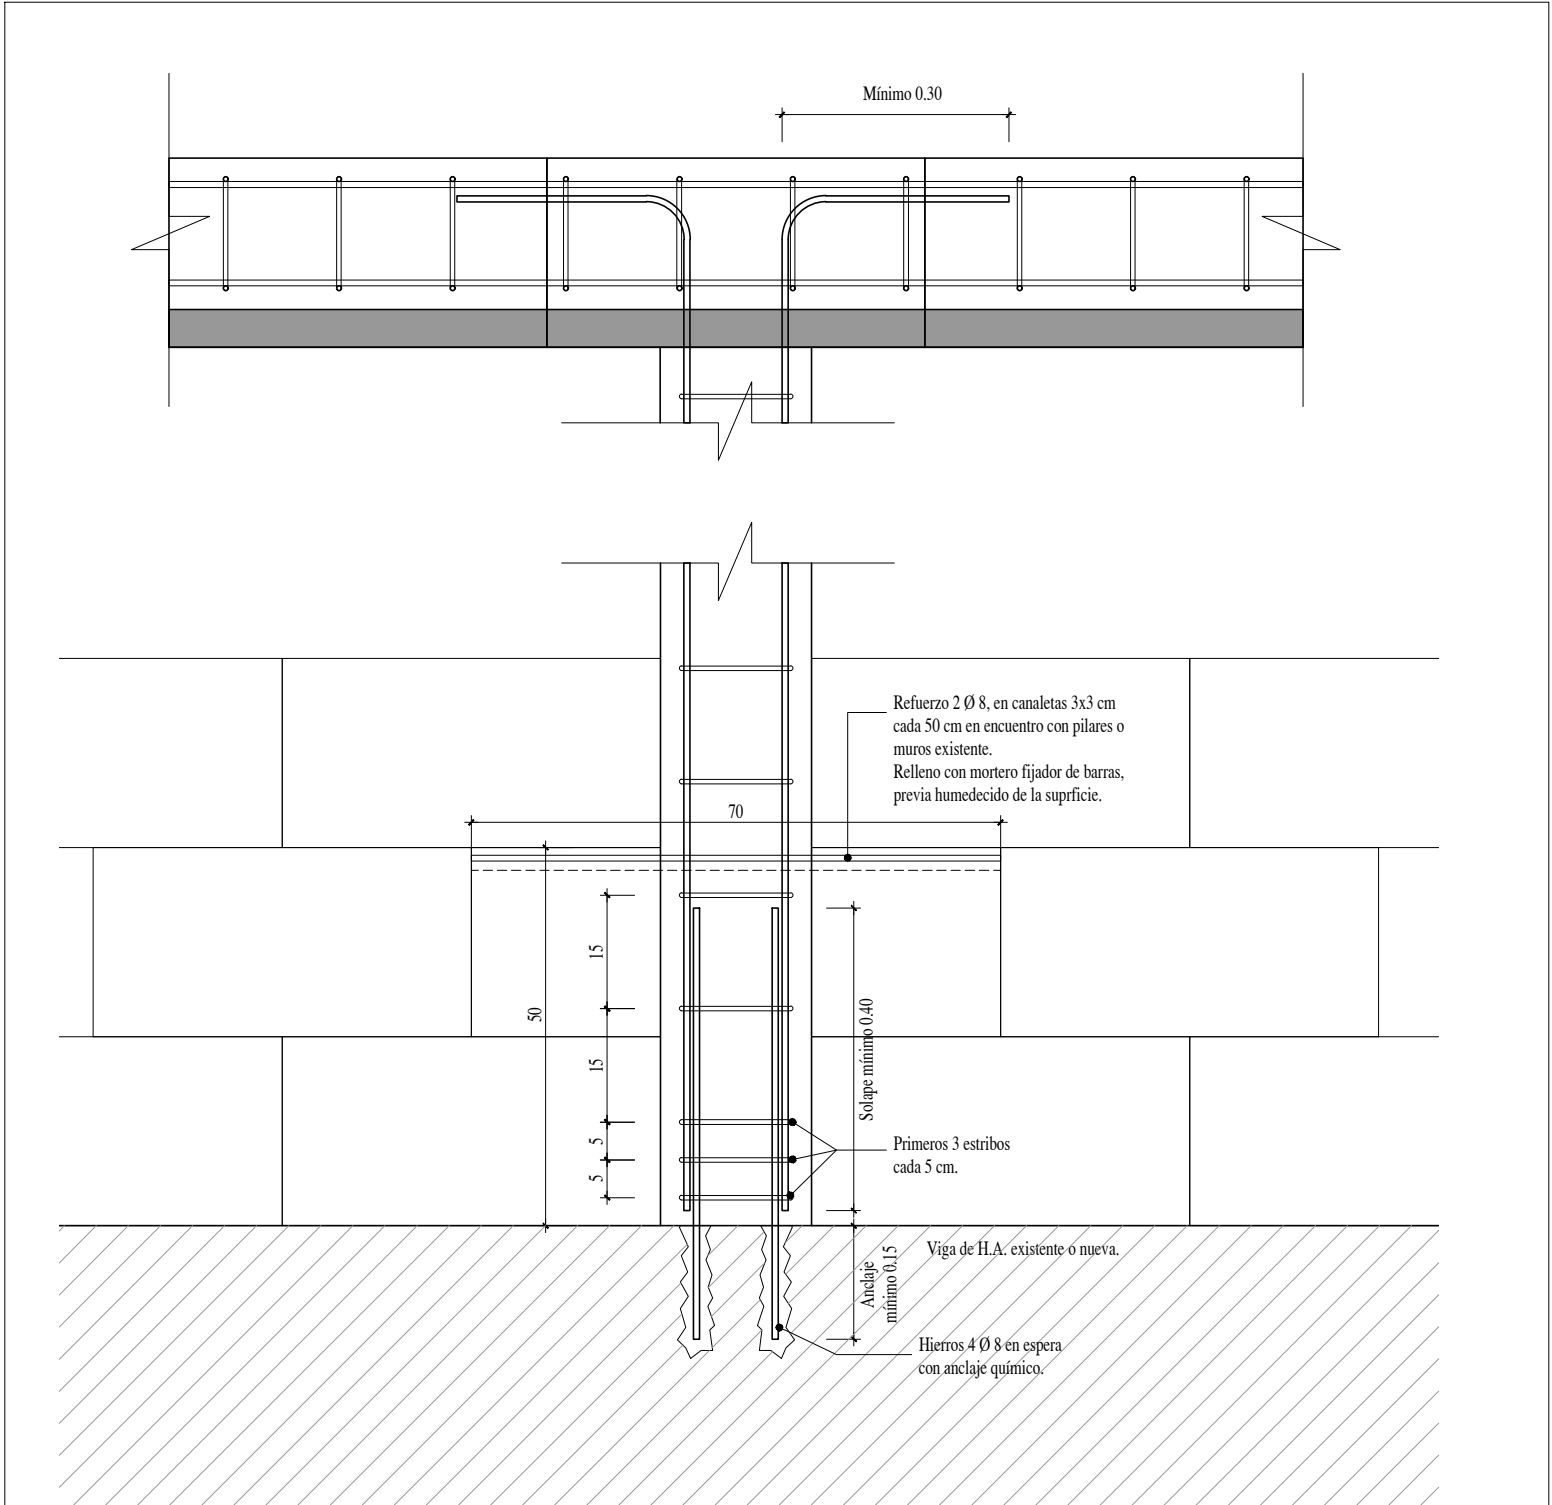 Mínimo 0.30
Refuerzo 2 Ø 8, en canaletas 3x3 cm
cada 50 cm en encuentro con pilares o
muros existente.
Relleno con mortero fijador de barras,
previa humedecido de la suprficie.
70
15
50
15
5
5
Solape mínimo 0.40
Primeros 3 estribos
cada 5 cm.
Anclaje
mínimo 0.15
Viga de H.A. existente o nueva.
Hierros 4 Ø 8 en espera
con anclaje químico.